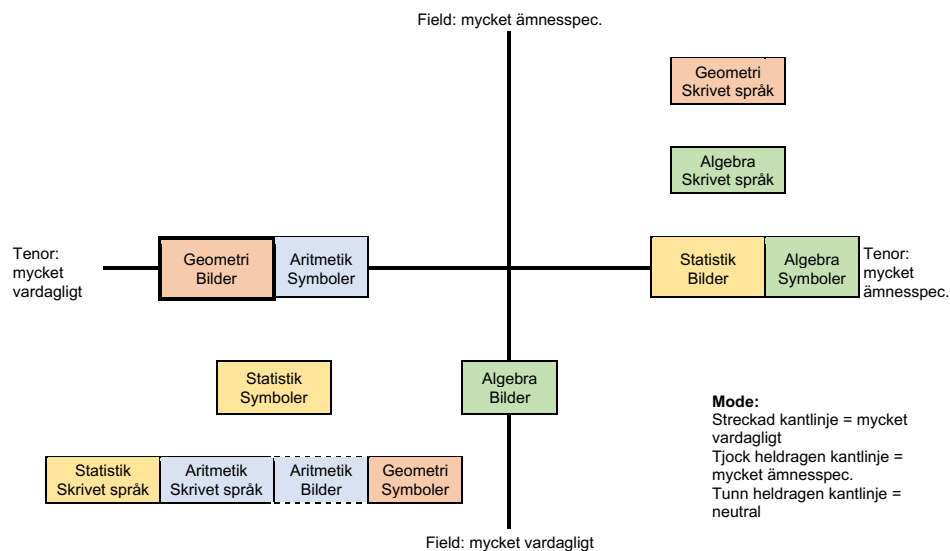 Field: mycket ämnesspec.
Geometri
Skrivet språk
Algebra
Skrivet språk
Tenor:
mycket
vardagligt
Geometri
Bilder
Aritmetik
Symboler
Statistik
Bilder
Algebra
Symboler
Tenor:
mycket
ämnesspec.
Statistik
Symboler
Algebra
Bilder
Mode:
Streckad kantlinje = mycket
vardagligt
Tjock heldragen kantlinje =
mycket ämnesspec.
Tunn heldragen kantlinje =
neutral
Statistik
Skrivet språk
Aritmetik
Skrivet språk
Aritmetik
Bilder
Geometri
Symboler
Field: mycket vardagligt